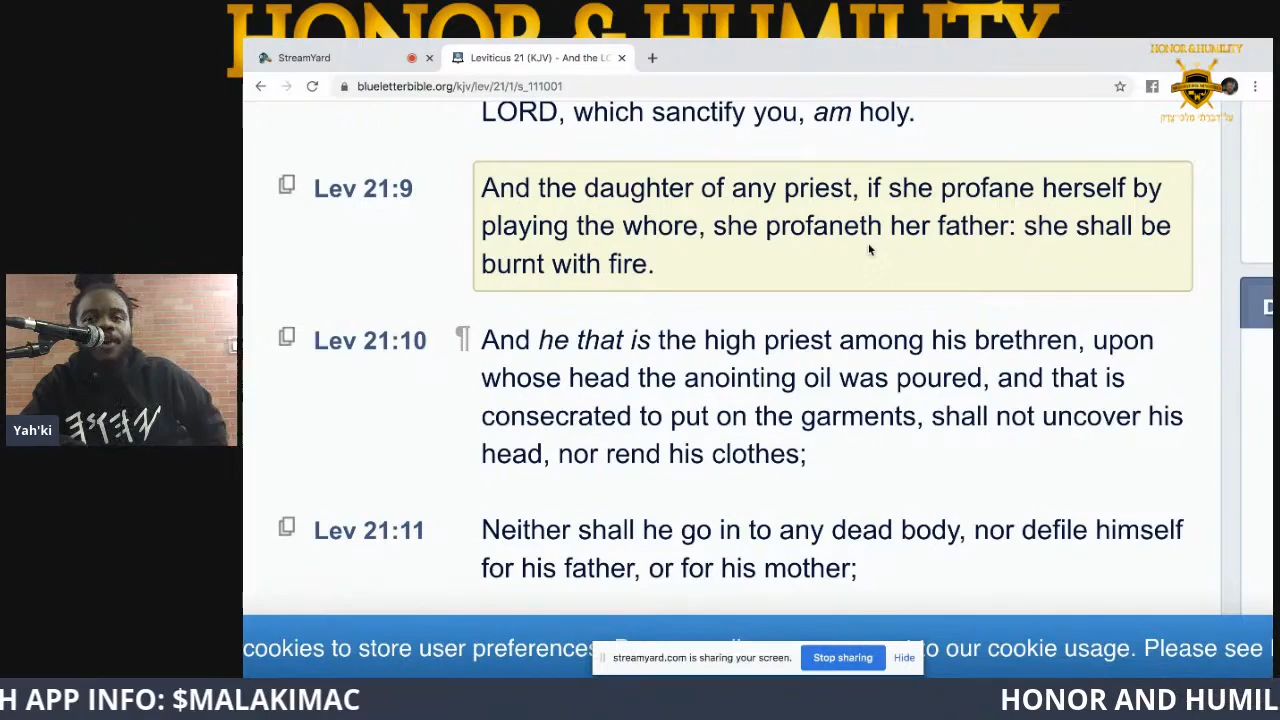 HONOR & HUMILITY
StreamYard
Leviticus 21 (KJV) - And the LO
HONOR & HUMILITY
blueletterbible.org/kjv/lev/21/1/s_111001
LORD, which sanctify you, am holy.
Lev 21:9
And the daughter of any priest, if she profane herself by
playing the whore, she profaneth her father: she shall be
burnt with fire.
Lev 21:10
¶ And he that is the high priest among his brethren, upon
whose head the anointing oil was poured, and that is
consecrated to put on the garments, shall not uncover his
head, nor rend his clothes;
Yah'ki
Lev 21:11
Neither shall he go in to any dead body, nor defile himself
for his father, or for his mother;
cookies to store user preferences.
to our cookie usage. Please see
streamyard.com is sharing your screen.
Stop sharing
Hide
H APP INFO: $MALAKIMAC
HONOR AND HUMIL